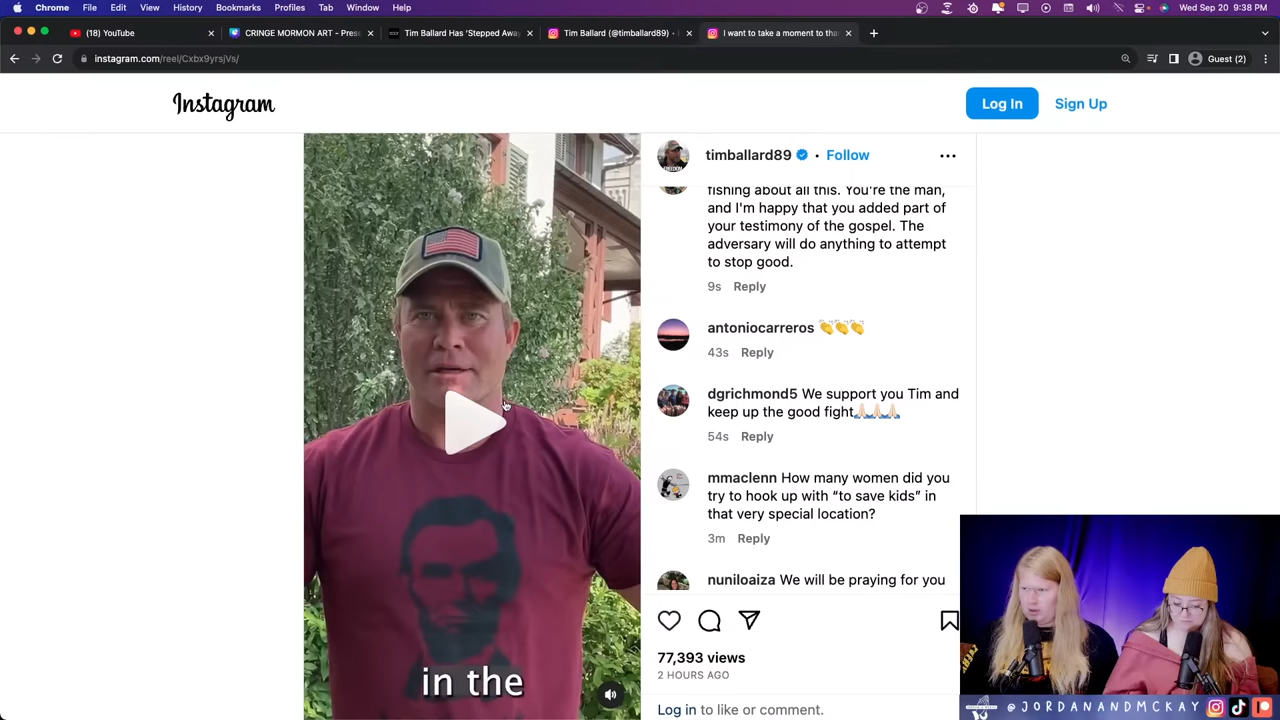 Chrome File Edit View History Bookmarks Profiles Tab Window Help
Wed Sep 20 9:38 PM
(18) YouTube
CRINGE MORMON ART - Prese
Tim Ballard Has 'Stepped Away
Tim Ballard (@timballard89) •
I want to take a moment to tha
instagram.com/reel/Cxbx9yrsjVs/
Guest (2)
Instagram
Log In
Sign Up
timballard89 • Follow
fishing about all this. You're the man,
and I'm happy that you added part of
your testimony of the gospel. The
adversary will do anything to attempt
to stop good.
9s Reply
antoniocarreros 👏👏👏
43s Reply
dgrichmond5 We support you Tim and
keep up the good fight🙏🏻🙏🏻🙏🏻
54s Reply
mmaclenn How many women did you
try to hook up with “to save kids” in
that very special location?
3m Reply
nuniloaiza We will be praying for you
77,393 views
2 HOURS AGO
Log in to like or comment.
in the
@JORDANANDMCKAY